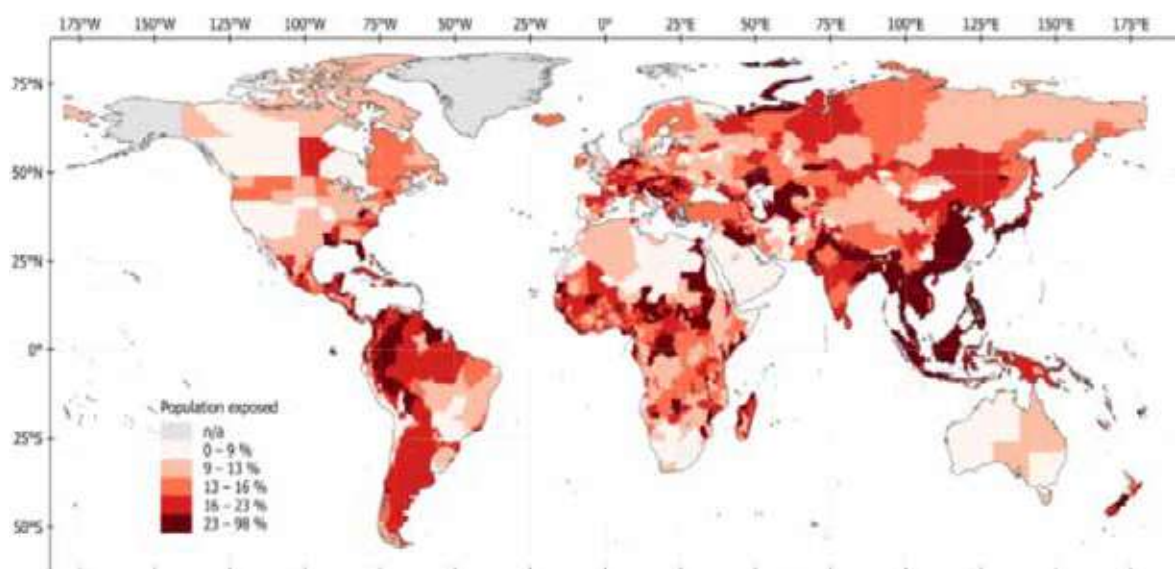 175°W 150°W 125°W 100°W 75°W 50°W 0° 25°E 50°E 75°E 100°E 125°E 150°E 175°E
75°N
50°N
25°N
0°
25°S
50°S
Population exposed
n/a
0 – 9 %
9 – 13 %
13 – 16 %
16 – 23 %
23 – 98 %